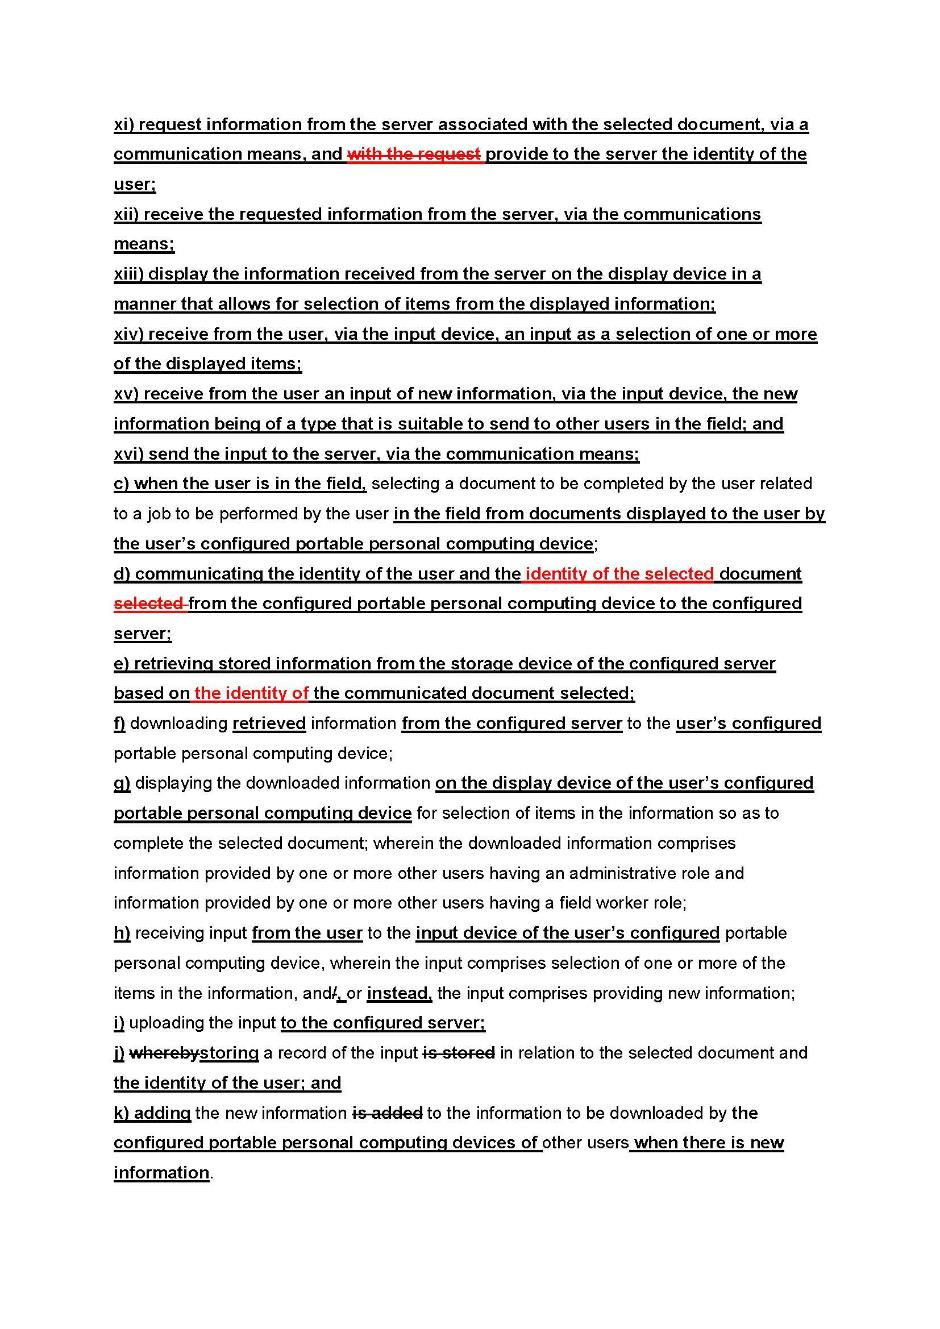 xi) request information from the server associated with the selected document, via a
communication means, and with the request provide to the server the identity of the
user;
xii) receive the requested information from the server, via the communications
means;
xiii) display the information received from the server on the display device in a
manner that allows for selection of items from the displayed information;
xiv) receive from the user, via the input device, an input as a selection of one or more
of the displayed items;
xv) receive from the user an input of new information, via the input device, the new
information being of a type that is suitable to send to other users in the field; and
xvi) send the input to the server, via the communication means;
c) when the user is in the field, selecting a document to be completed by the user related
to a job to be performed by the user in the field from documents displayed to the user by
the user’s configured portable personal computing device;
d) communicating the identity of the user and the identity of the selected document
selected from the configured portable personal computing device to the configured
server;
e) retrieving stored information from the storage device of the configured server
based on the identity of the communicated document selected;
f) downloading retrieved information from the configured server to the user’s configured
portable personal computing device;
g) displaying the downloaded information on the display device of the user’s configured
portable personal computing device for selection of items in the information so as to
complete the selected document; wherein the downloaded information comprises
information provided by one or more other users having an administrative role and
information provided by one or more other users having a field worker role;
h) receiving input from the user to the input device of the user’s configured portable
personal computing device, wherein the input comprises selection of one or more of the
items in the information, and/, or instead, the input comprises providing new information;
i) uploading the input to the configured server;
j) wherebystoring a record of the input is stored in relation to the selected document and
the identity of the user; and
k) adding the new information is added to the information to be downloaded by the
configured portable personal computing devices of other users when there is new
information.